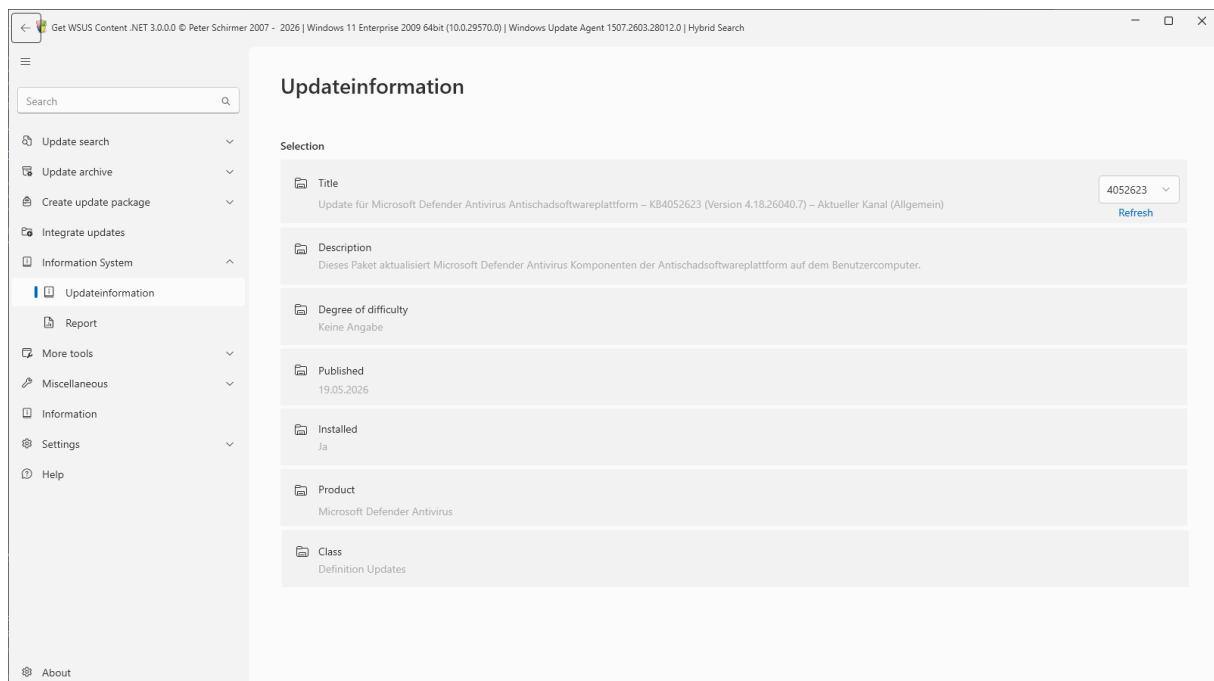 Get WSUS Content .NET 3.0.0.0 © Peter Schirmer 2007 - 2026 | Windows 11 Enterprise 2009 64bit (10.0.29570.0) | Windows Update Agent 1507.2603.28012.0 | Hybrid Search
Search
Update search
Update archive
Create update package
Integrate updates
Information System
Updateinformation
Report
More tools
Miscellaneous
Information
Settings
Help
About
Updateinformation
Selection
Title
Update für Microsoft Defender Antivirus Antischadsoftwareplattform – KB4052623 (Version 4.18.26040.7) – Aktueller Kanal (Allgemein)
4052623
Refresh
Description
Dieses Paket aktualisiert Microsoft Defender Antivirus Komponenten der Antischadsoftwareplattform auf dem Benutzercomputer.
Degree of difficulty
Keine Angabe
Published
19.05.2026
Installed
Ja
Product
Microsoft Defender Antivirus
Class
Definition Updates